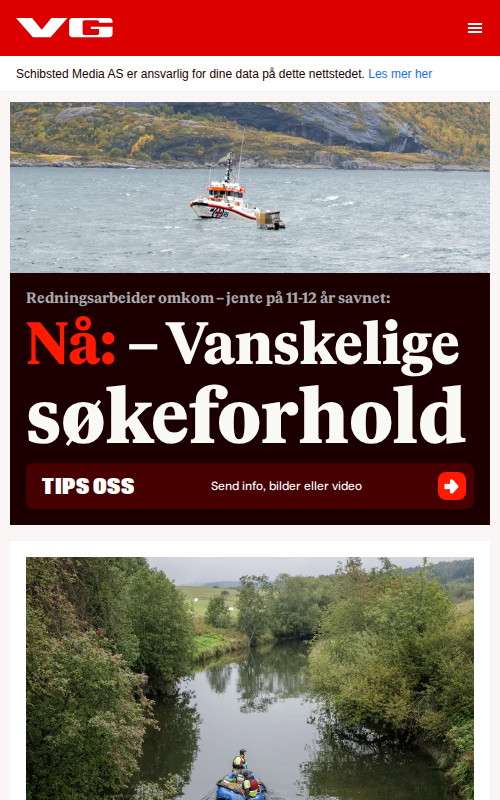 VG
Schibsted Media AS er ansvarlig for dine data på dette nettstedet. Les mer her
Redningsarbeider omkom – jente på 11-12 år savnet:
Nå: – Vanskelige
søkeforhold
TIPS OSS Send info, bilder eller video